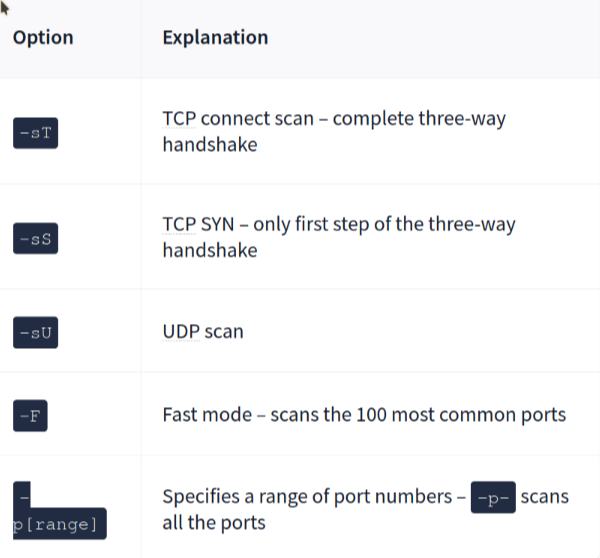 Option Explanation
-sT TCP connect scan – complete three-way
handshake
-sS TCP SYN – only first step of the three-way
handshake
-sU UDP scan
-F Fast mode – scans the 100 most common ports
-
p[range] Specifies a range of port numbers – -p- scans
all the ports